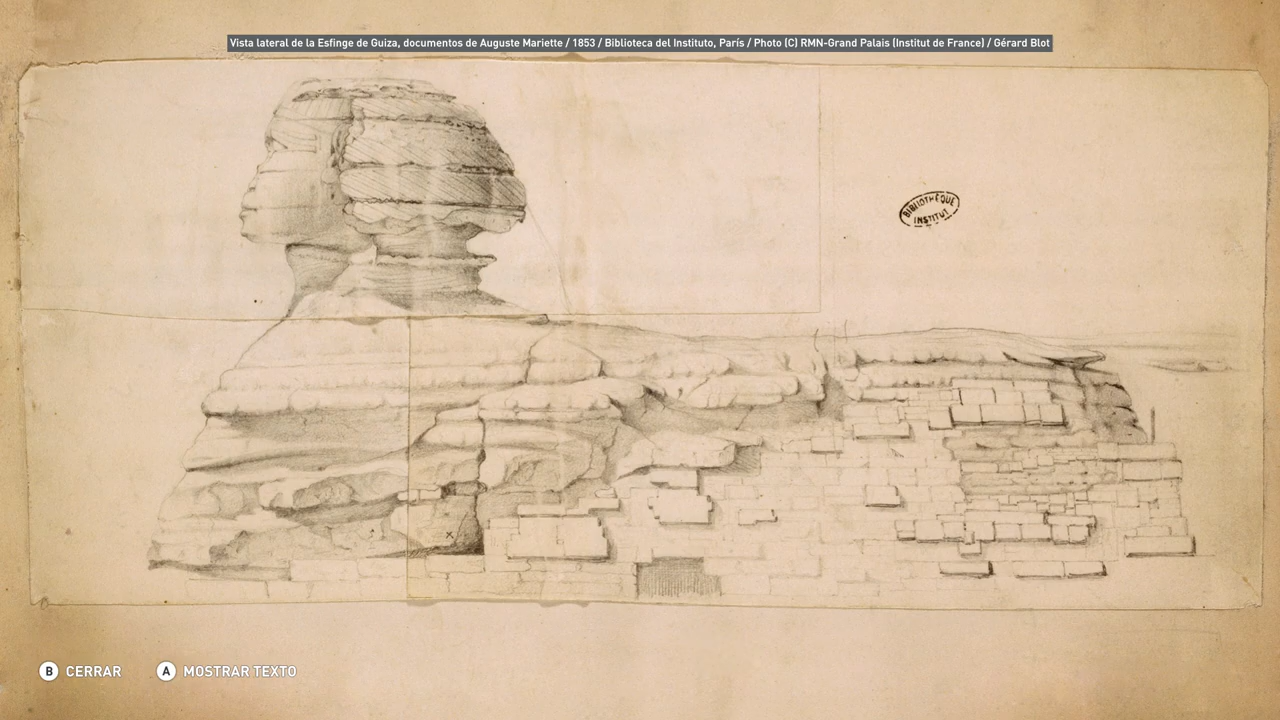 Vista lateral de la Esfinge de Guiza, documentos de Auguste Mariette / 1853 / Biblioteca del Instituto, París / Photo (C) RMN-Grand Palais (Institut de France) / Gérard Blot
BIBLIOTHÈQUE
INSTITUT
B CERRAR A MOSTRAR TEXTO